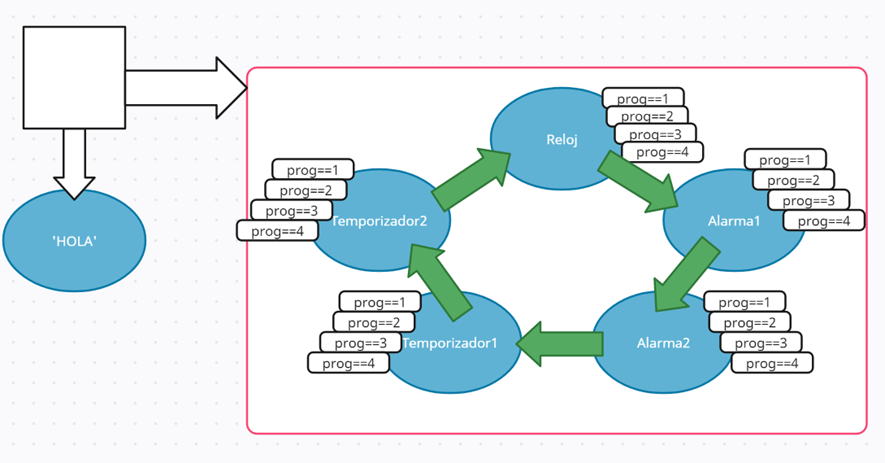 'HOLA'
Reloj
prog==1
prog==2
prog==3
prog==4
Alarma1
prog==1
prog==2
prog==3
prog==4
Alarma2
prog==1
prog==2
prog==3
prog==4
Temporizador1
prog==1
prog==2
prog==3
prog==4
Temporizador2
prog==1
prog==2
prog==3
prog==4